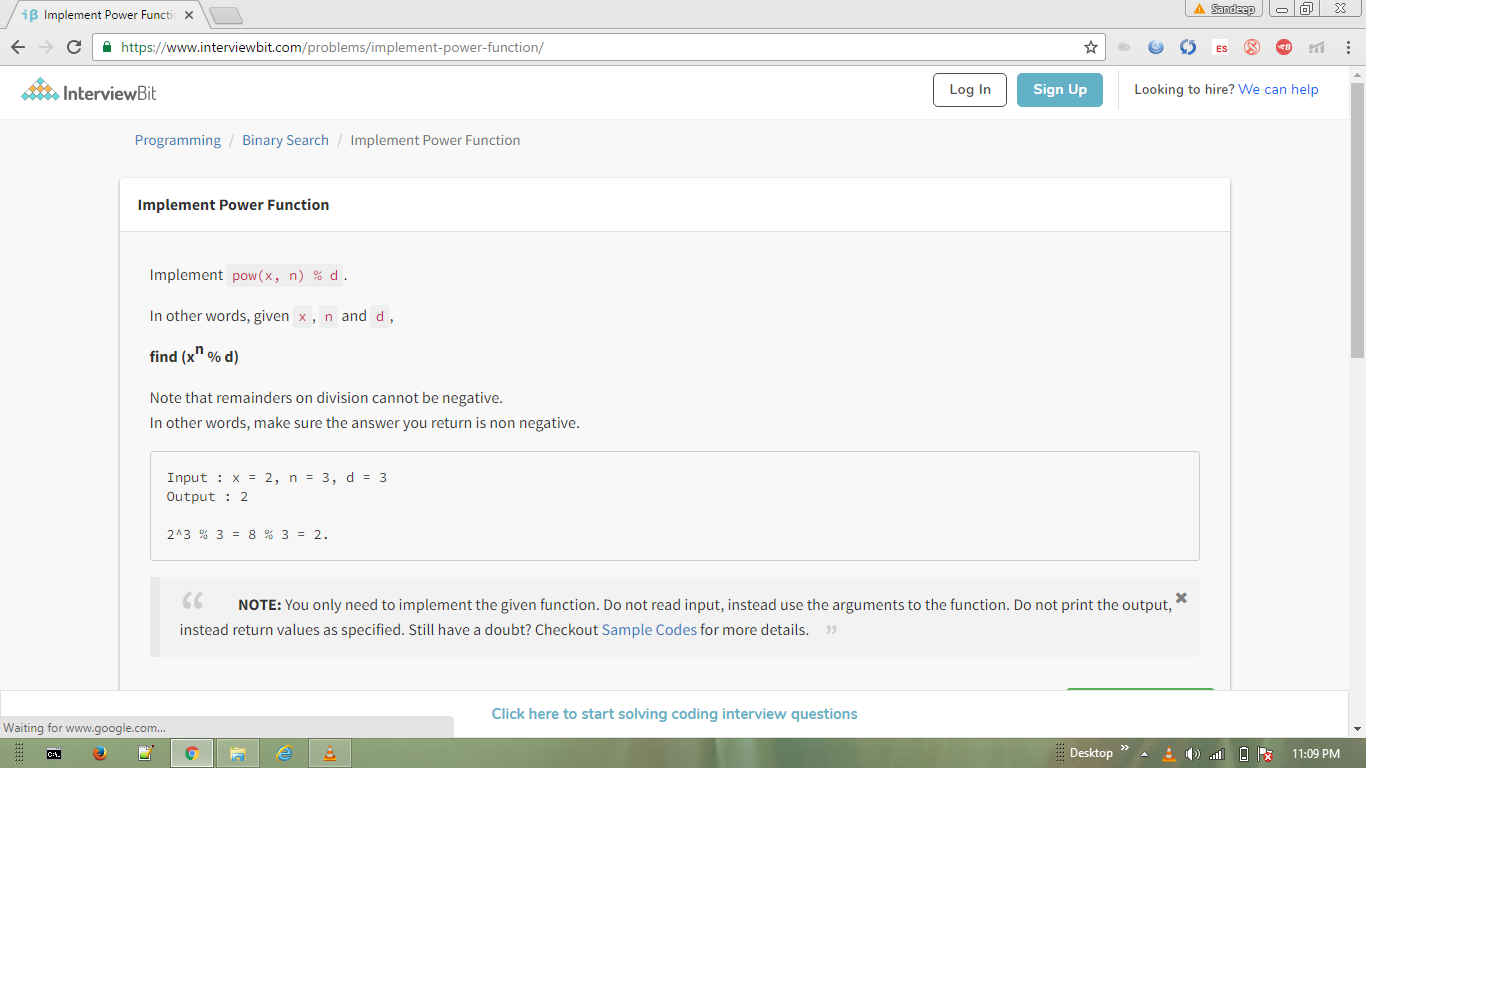 iβ Implement Power Functi
Sandeep
https://www.interviewbit.com/problems/implement-power-function/
ES
InterviewBit
Log In
Sign Up
Looking to hire? We can help
Programming / Binary Search / Implement Power Function
Implement Power Function
Implement pow(x, n) % d .
In other words, given x , n and d ,
find (x^n % d)
Note that remainders on division cannot be negative.
In other words, make sure the answer you return is non negative.
Input : x = 2, n = 3, d = 3
Output : 2
2^3 % 3 = 8 % 3 = 2.
“ NOTE: You only need to implement the given function. Do not read input, instead use the arguments to the function. Do not print the output,
instead return values as specified. Still have a doubt? Checkout Sample Codes for more details. ”
Click here to start solving coding interview questions
Waiting for www.google.com...
Desktop »
11:09 PM